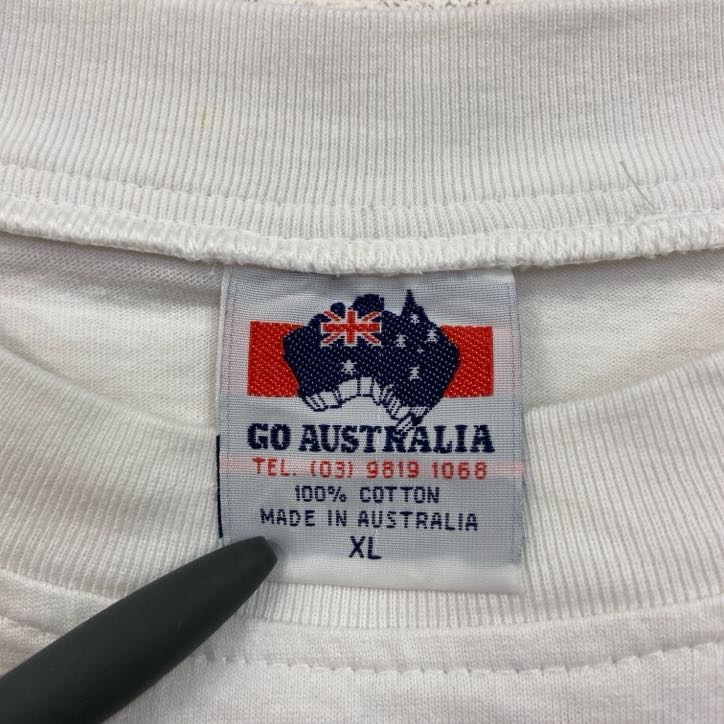 GO AUSTRALIA
TEL. (03) 9819 1068
100% COTTON
MADE IN AUSTRALIA
XL